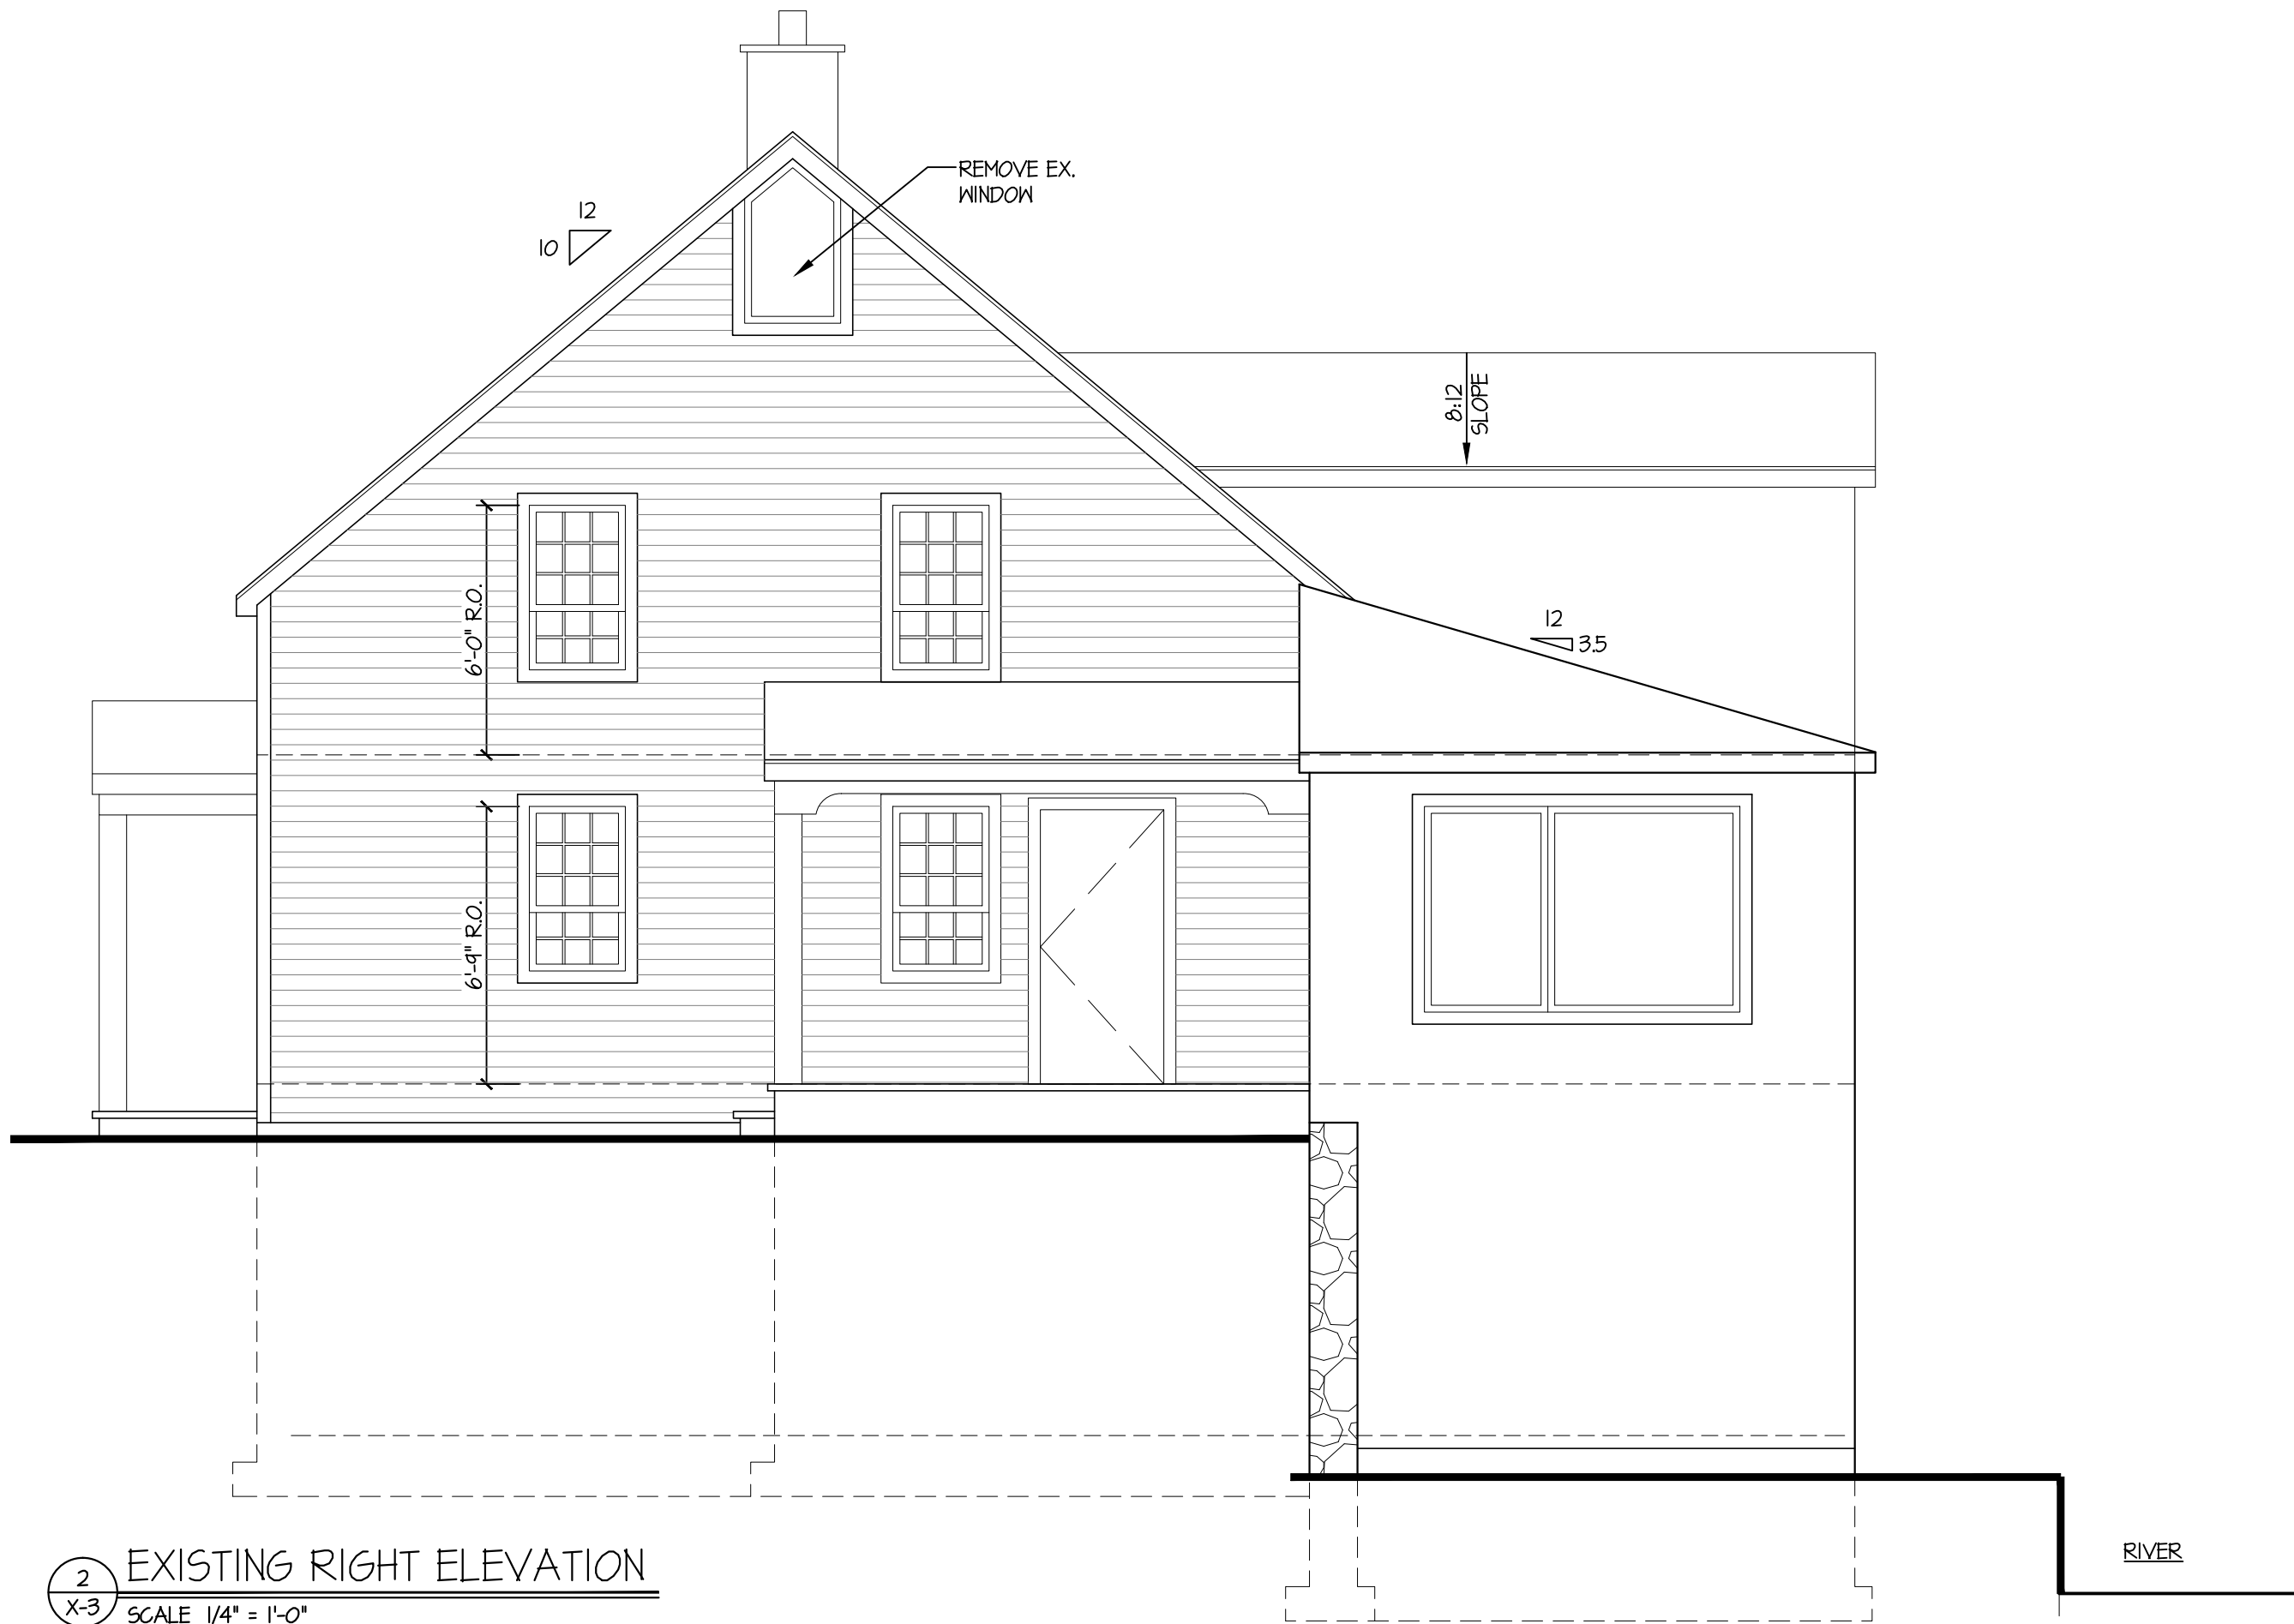 REMOVE EX.
WINDOW
12
10
8:12
SLOPE
6'-0" R.O.
12
3.5
6'-9" R.O.
RIVER
2
X-3
EXISTING RIGHT ELEVATION
SCALE 1/4" = 1'-0"